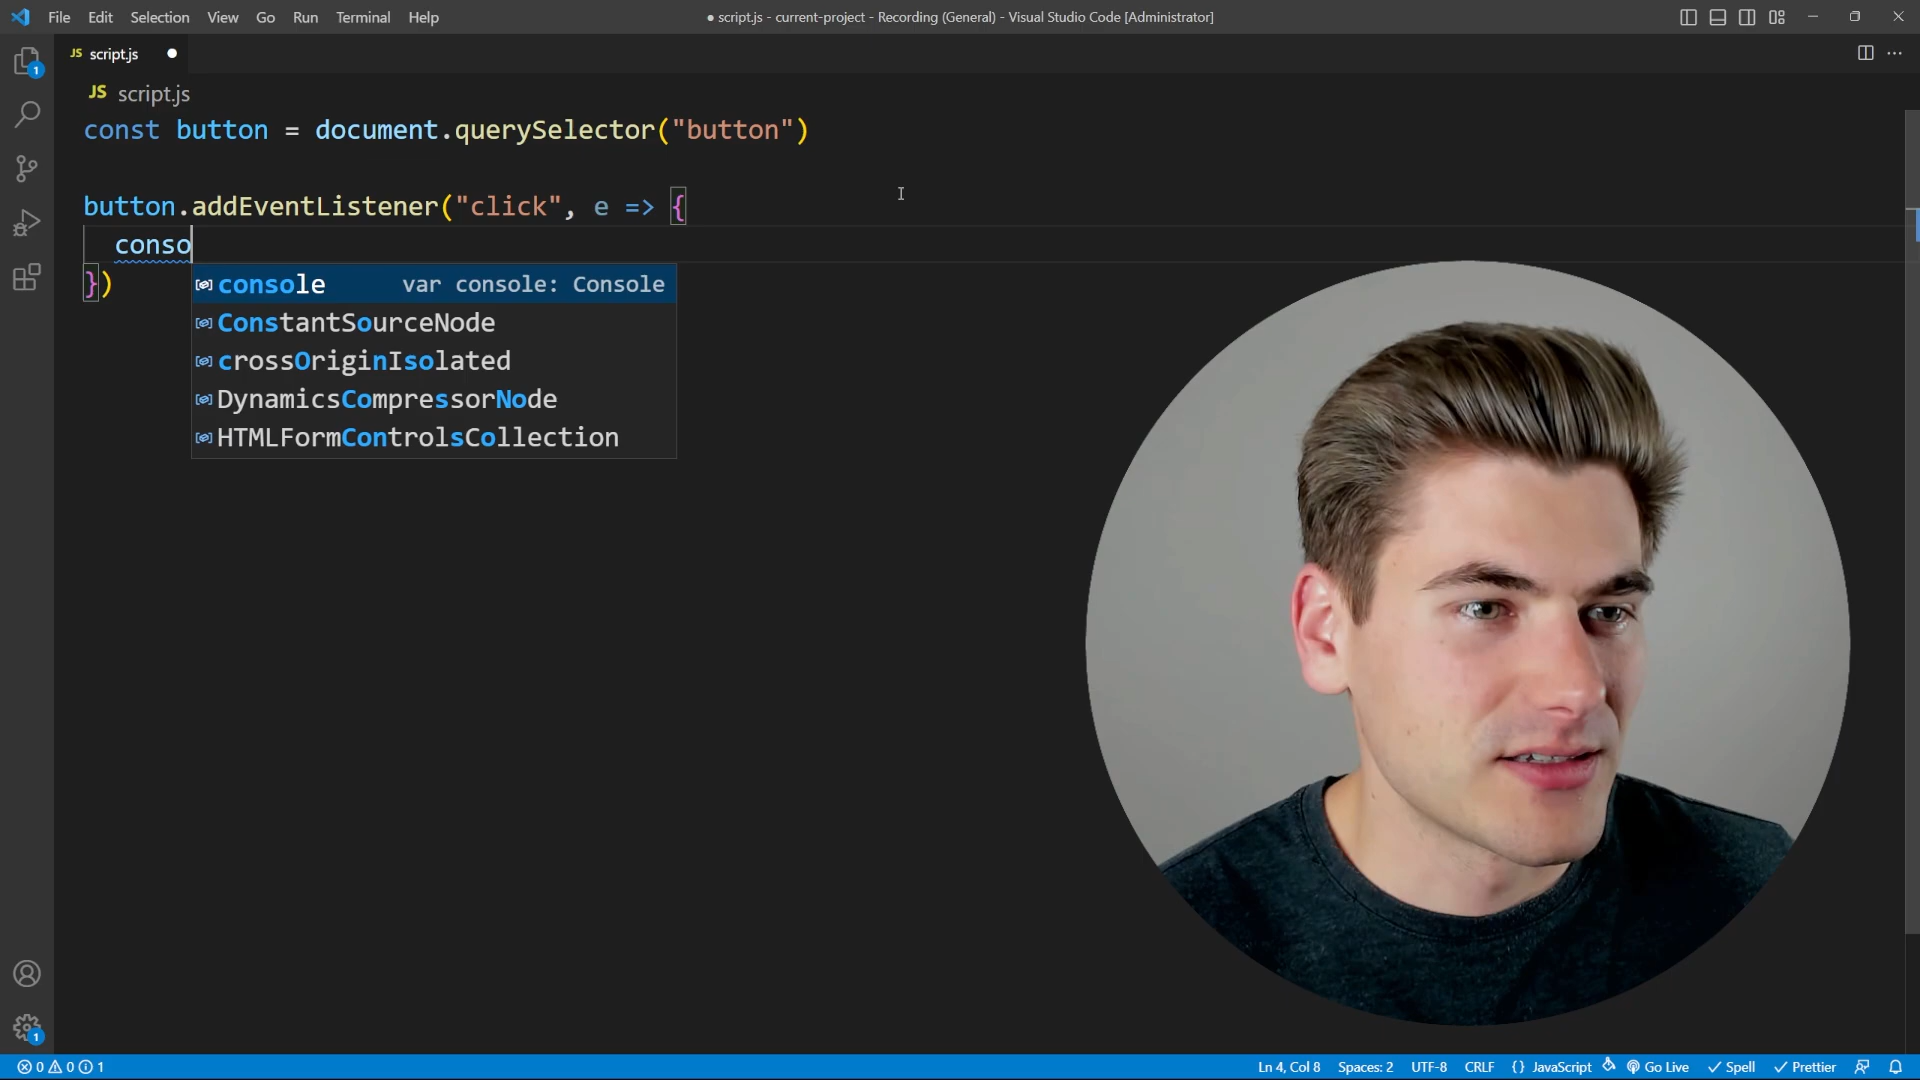 File Edit Selection View Go Run Terminal Help
● script.js - current-project - Recording (General) - Visual Studio Code [Administrator]
JS script.js
JS script.js
const button = document.querySelector("button")
button.addEventListener("click", e => {
conso
})
console var console: Console
ConstantSourceNode
crossOriginIsolated
DynamicsCompressorNode
HTMLFormControlsCollection
1
1
0 0 1
Ln 4, Col 8 Spaces: 2 UTF-8 CRLF {} JavaScript Go Live Spell Prettier